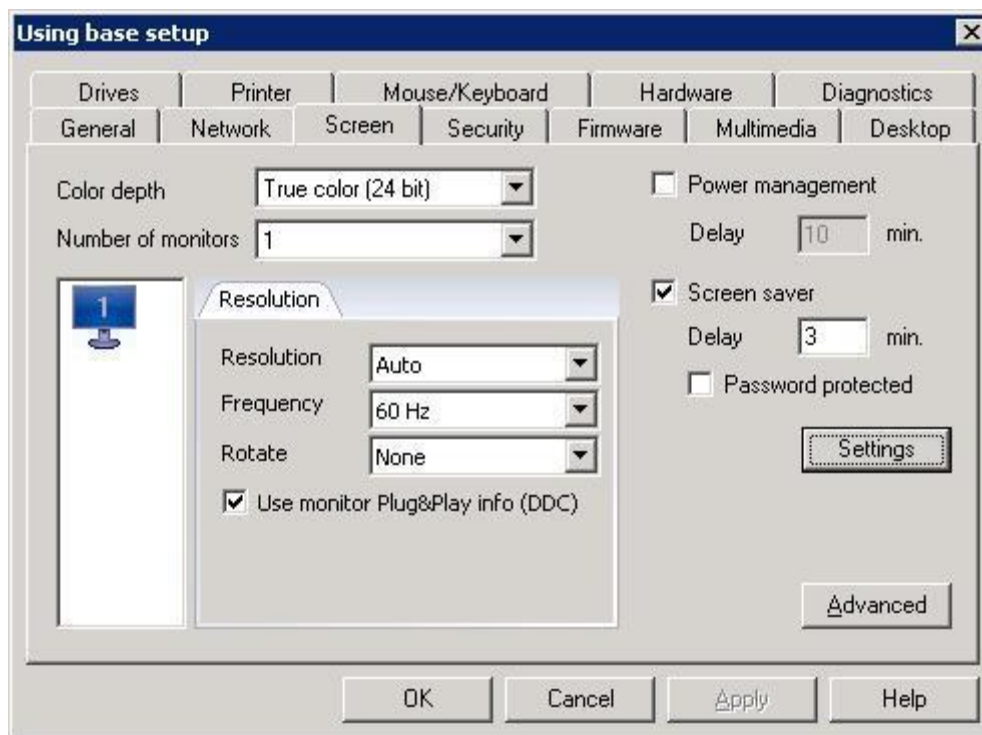 Using base setup
Drives Printer Mouse/Keyboard Hardware Diagnostics
General Network Screen Security Firmware Multimedia Desktop
Color depth True color (24 bit)
Number of monitors 1
1
Resolution
Resolution Auto
Frequency 60 Hz
Rotate None
Use monitor Plug&Play info (DDC)
Power management
Delay 10 min.
Screen saver
Delay 3 min.
Password protected
Settings
Advanced
OK Cancel Apply Help